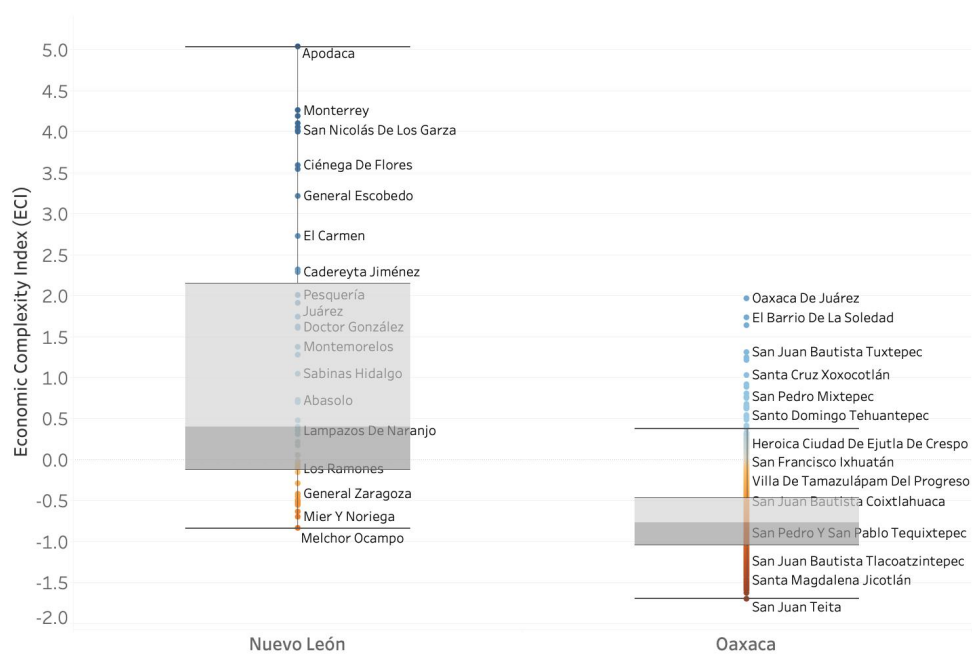 Economic Complexity Index (ECI)
5.0
4.5
4.0
3.5
3.0
2.5
2.0
1.5
1.0
0.5
0.0
-0.5
-1.0
-1.5
-2.0
Apodaca
Monterrey
San Nicolás De Los Garza
Ciénega De Flores
General Escobedo
El Carmen
Cadereyta Jiménez
Pesquería
Juárez
Doctor González
Montemorelos
Sabinas Hidalgo
Abasolo
Lampazos De Naranjo
Los Ramones
General Zaragoza
Mier Y Noriega
Melchor Ocampo
Oaxaca De Juárez
El Barrio De La Soledad
San Juan Bautista Tuxtepec
Santa Cruz Xoxocotlán
San Pedro Mixtepec
Santo Domingo Tehuantepec
Heroica Ciudad De Ejutla De Crespo
San Francisco Ixhuatán
Villa De Tamazulápam Del Progreso
San Juan Bautista Coixtlahuaca
San Pedro Y San Pablo Tequixtepec
San Juan Bautista Tlacoatzintepec
Santa Magdalena Jicotlán
San Juan Teita
Nuevo León
Oaxaca